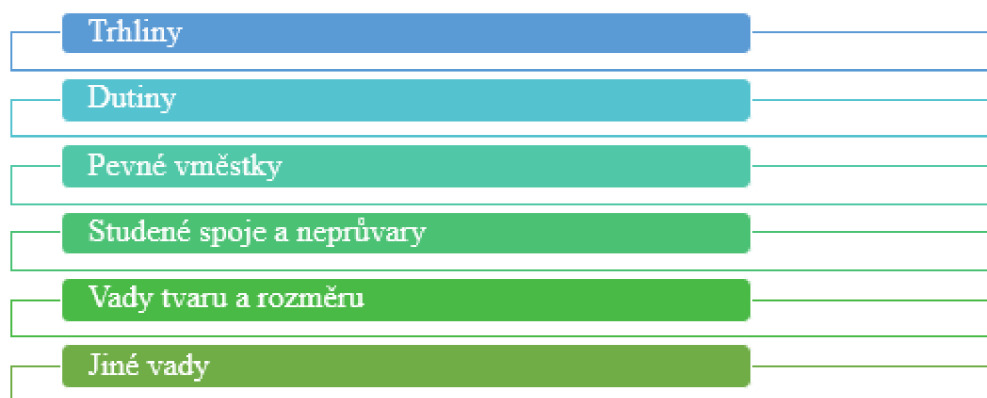 Trhliny
Dutiny
Pevné vměstky
Studené spoje a neprůvary
Vady tvaru a rozměru
Jiné vady